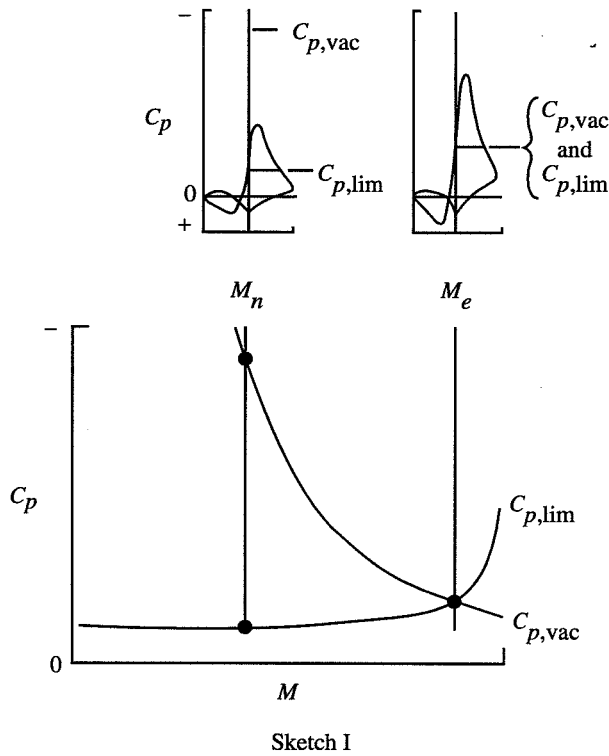 −
C_p,vac
C_p
C_p,lim
0
+
C_p,vac
and
C_p,lim
M_n
M_e
−
C_p
C_p,lim
C_p,vac
0
M
Sketch I